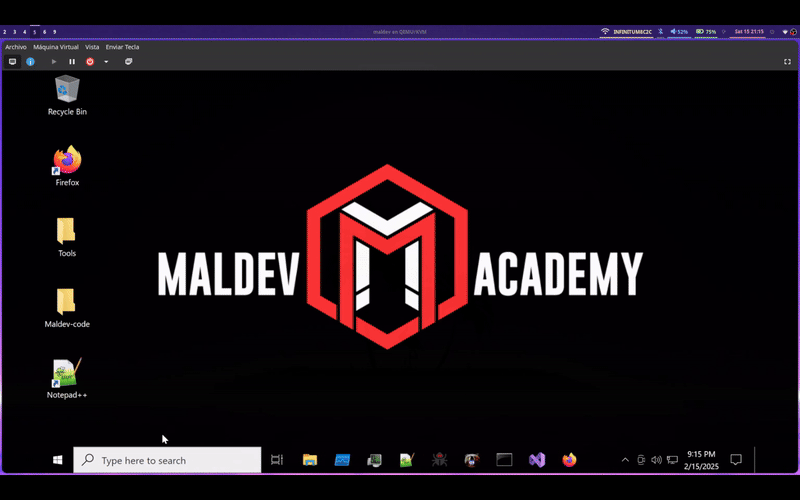 2 3 4 5 6 9
maldev en QEMU/KVM
INFINITUM8C2C
52%
75%
Sat 15 21:15
Archivo Máquina Virtual Vista Enviar Tecla
Recycle Bin
Firefox
Tools
Maldev-code
Notepad++
MALDEV ACADEMY
Type here to search
9:15 PM
2/15/2025